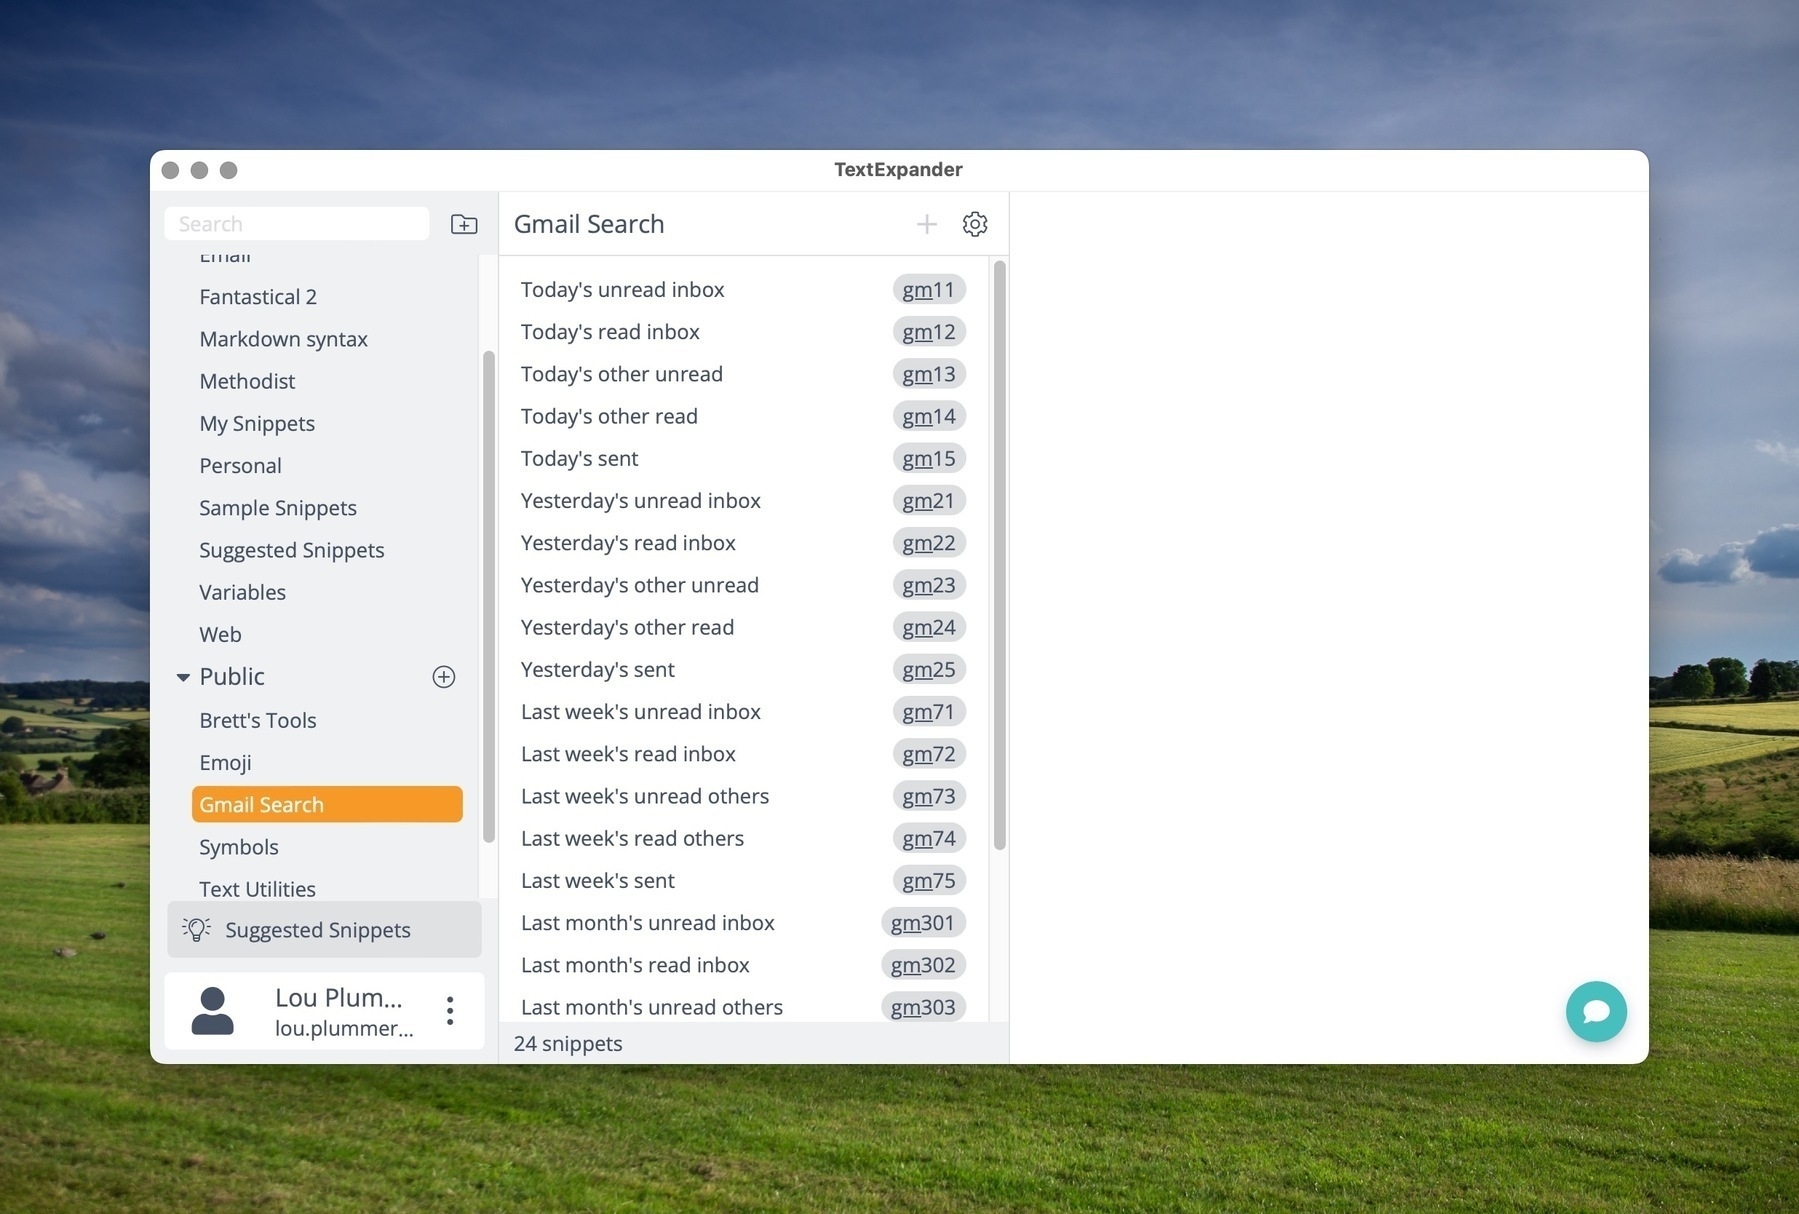 TextExpander
Search
Email
Fantastical 2
Markdown syntax
Methodist
My Snippets
Personal
Sample Snippets
Suggested Snippets
Variables
Web
Public
Brett's Tools
Emoji
Gmail Search
Symbols
Text Utilities
Suggested Snippets
Lou Plum...
lou.plummer...
Gmail Search
Today's unread inbox gm11
Today's read inbox gm12
Today's other unread gm13
Today's other read gm14
Today's sent gm15
Yesterday's unread inbox gm21
Yesterday's read inbox gm22
Yesterday's other unread gm23
Yesterday's other read gm24
Yesterday's sent gm25
Last week's unread inbox gm71
Last week's read inbox gm72
Last week's unread others gm73
Last week's read others gm74
Last week's sent gm75
Last month's unread inbox gm301
Last month's read inbox gm302
Last month's unread others gm303
24 snippets